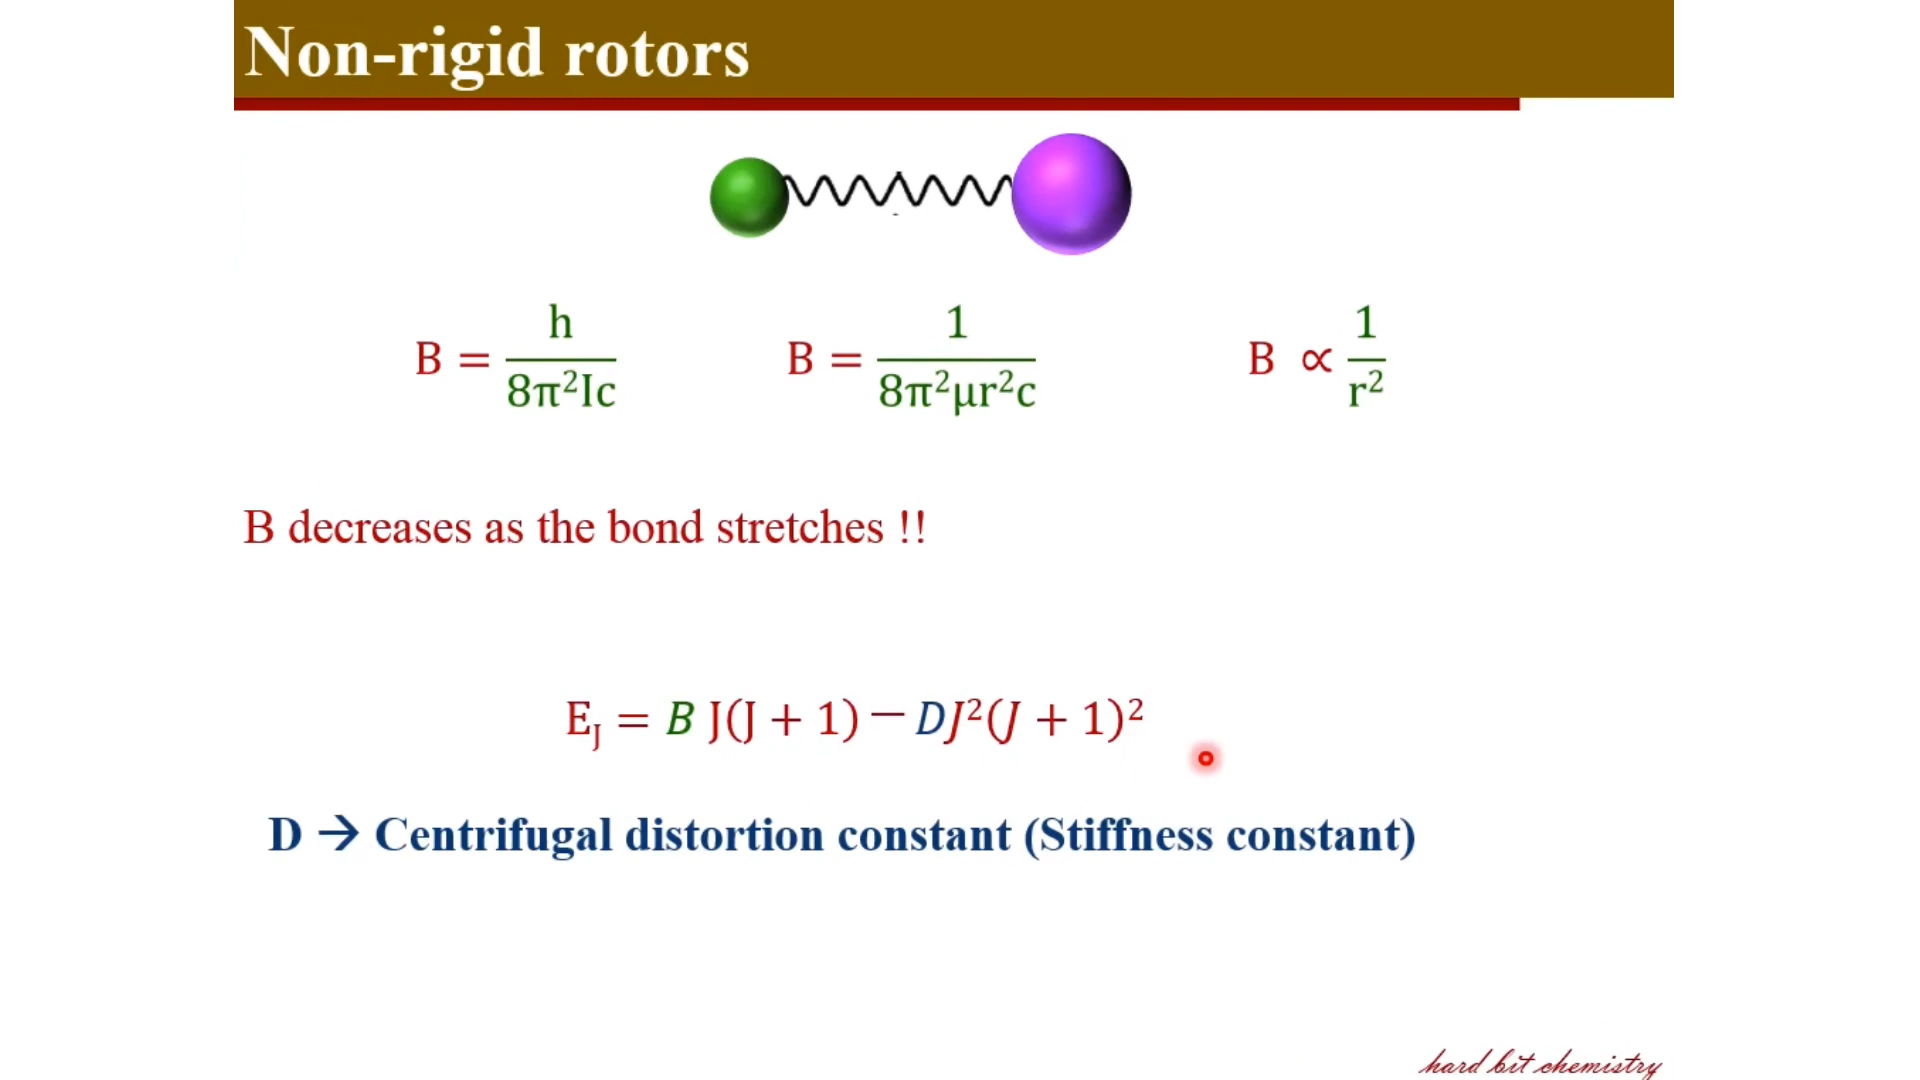 Non-rigid rotors
B = h / 8π²Ic    B = 1 / 8π²μr²c    B ∝ 1 / r²
B decreases as the bond stretches !!
E_J = B J(J + 1) − DJ²(J + 1)²
D → Centrifugal distortion constant (Stiffness constant)
hard bit chemistry